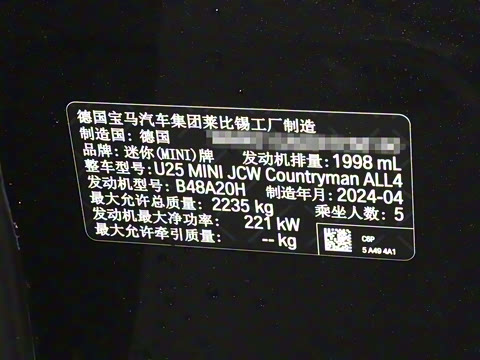 德国宝马汽车集团莱比锡工厂制造
制造国: 德国
品牌: 迷你(MINI)牌 发动机排量: 1998 mL
整车型号: U25 MINI JCW Countryman ALL4
发动机型号: B48A20H 制造年月: 2024-04
最大允许总质量: 2235 kg 乘坐人数: 5
发动机最大净功率: 221 kW
最大允许牵引质量: -- kg
C6P
5 A49 4A1